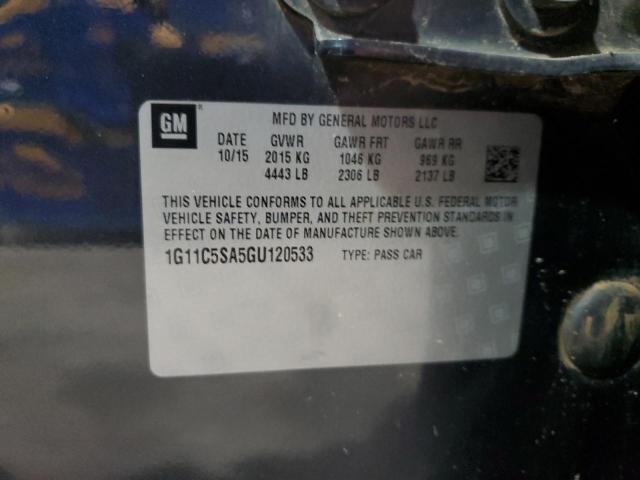 GM
MFD BY GENERAL MOTORS LLC
DATE GVWR GAWR FRT GAWR RR
10/15 2015 KG 1046 KG 969 KG
4443 LB 2306 LB 2137 LB
THIS VEHICLE CONFORMS TO ALL APPLICABLE U.S. FEDERAL MOTOR
VEHICLE SAFETY, BUMPER, AND THEFT PREVENTION STANDARDS IN
EFFECT ON THE DATE OF MANUFACTURE SHOWN ABOVE.
1G11C5SA5GU120533 TYPE: PASS CAR